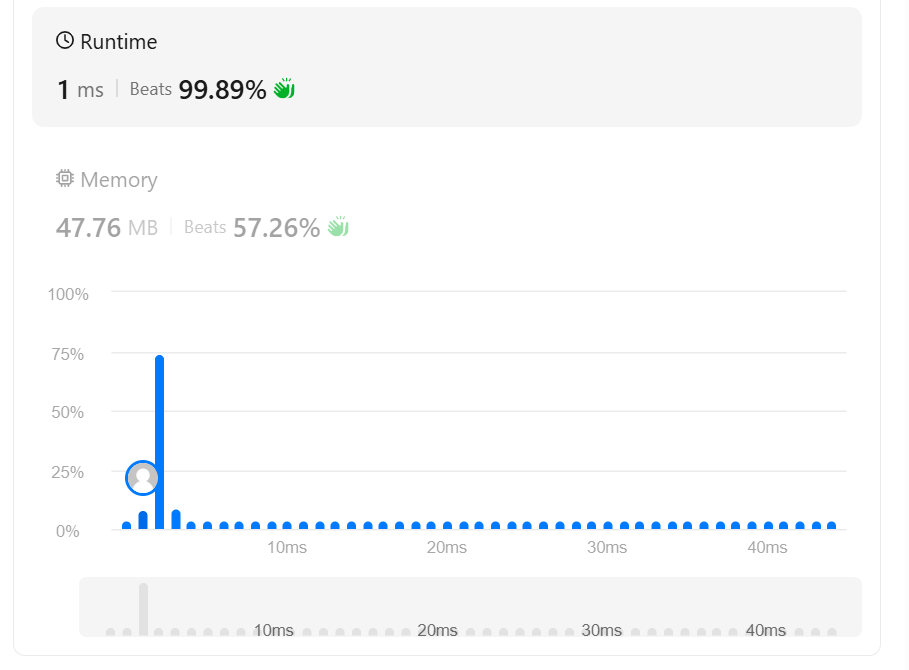 Runtime
1 ms | Beats 99.89%
Memory
47.76 MB | Beats 57.26%
100%
75%
50%
25%
0%
10ms 20ms 30ms 40ms
10ms 20ms 30ms 40ms